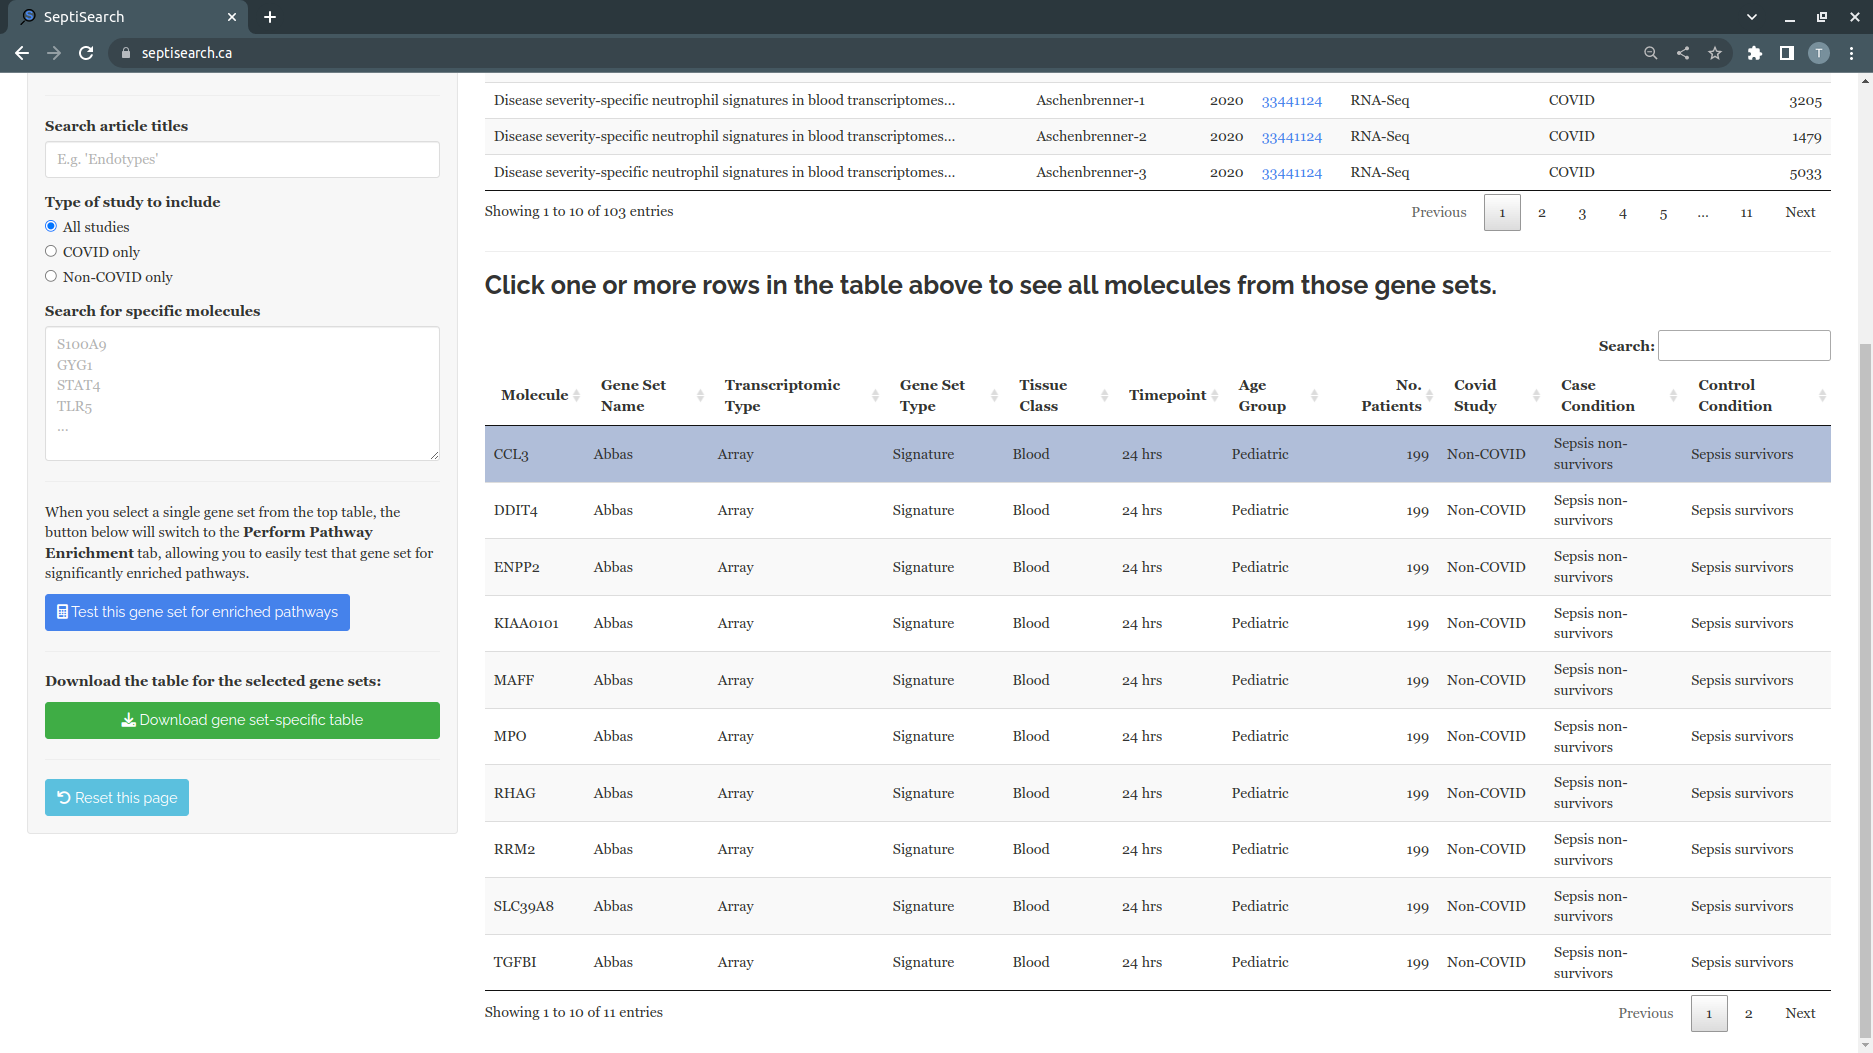 SeptiSearch
septisearch.ca
T
Search article titles
E.g. 'Endotypes'
Type of study to include
All studies
COVID only
Non-COVID only
Search for specific molecules
S100A9
GYG1
STAT4
TLR5
...
When you select a single gene set from the top table, the
button below will switch to the Perform Pathway
Enrichment tab, allowing you to easily test that gene set for
significantly enriched pathways.
Test this gene set for enriched pathways
Download the table for the selected gene sets:
Download gene set-specific table
Reset this page
Disease severity-specific neutrophil signatures in blood transcriptomes... Aschenbrenner-1 2020 33441124 RNA-Seq COVID 3205
Disease severity-specific neutrophil signatures in blood transcriptomes... Aschenbrenner-2 2020 33441124 RNA-Seq COVID 1479
Disease severity-specific neutrophil signatures in blood transcriptomes... Aschenbrenner-3 2020 33441124 RNA-Seq COVID 5033
Showing 1 to 10 of 103 entries Previous 1 2 3 4 5 ... 11 Next
Click one or more rows in the table above to see all molecules from those gene sets.
Search:
Molecule Gene Set Name Transcriptomic Type Gene Set Type Tissue Class Timepoint Age Group No. Patients Covid Study Case Condition Control Condition
CCL3 Abbas Array Signature Blood 24 hrs Pediatric 199 Non-COVID Sepsis non-survivors Sepsis survivors
DDIT4 Abbas Array Signature Blood 24 hrs Pediatric 199 Non-COVID Sepsis non-survivors Sepsis survivors
ENPP2 Abbas Array Signature Blood 24 hrs Pediatric 199 Non-COVID Sepsis non-survivors Sepsis survivors
KIAA0101 Abbas Array Signature Blood 24 hrs Pediatric 199 Non-COVID Sepsis non-survivors Sepsis survivors
MAFF Abbas Array Signature Blood 24 hrs Pediatric 199 Non-COVID Sepsis non-survivors Sepsis survivors
MPO Abbas Array Signature Blood 24 hrs Pediatric 199 Non-COVID Sepsis non-survivors Sepsis survivors
RHAG Abbas Array Signature Blood 24 hrs Pediatric 199 Non-COVID Sepsis non-survivors Sepsis survivors
RRM2 Abbas Array Signature Blood 24 hrs Pediatric 199 Non-COVID Sepsis non-survivors Sepsis survivors
SLC39A8 Abbas Array Signature Blood 24 hrs Pediatric 199 Non-COVID Sepsis non-survivors Sepsis survivors
TGFBI Abbas Array Signature Blood 24 hrs Pediatric 199 Non-COVID Sepsis non-survivors Sepsis survivors
Showing 1 to 10 of 11 entries Previous 1 2 Next